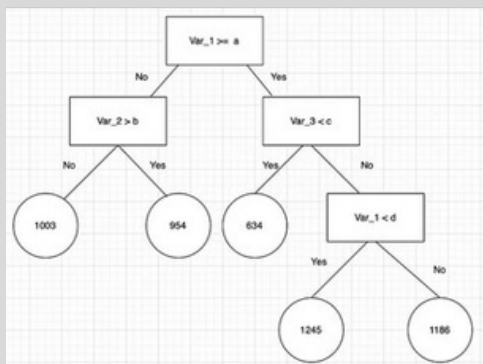 Var_1 >= a
No
Yes
Var_2 > b
Var_3 < c
No
Yes
Yes
No
1003
954
634
Var_1 < d
Yes
No
1245
1186